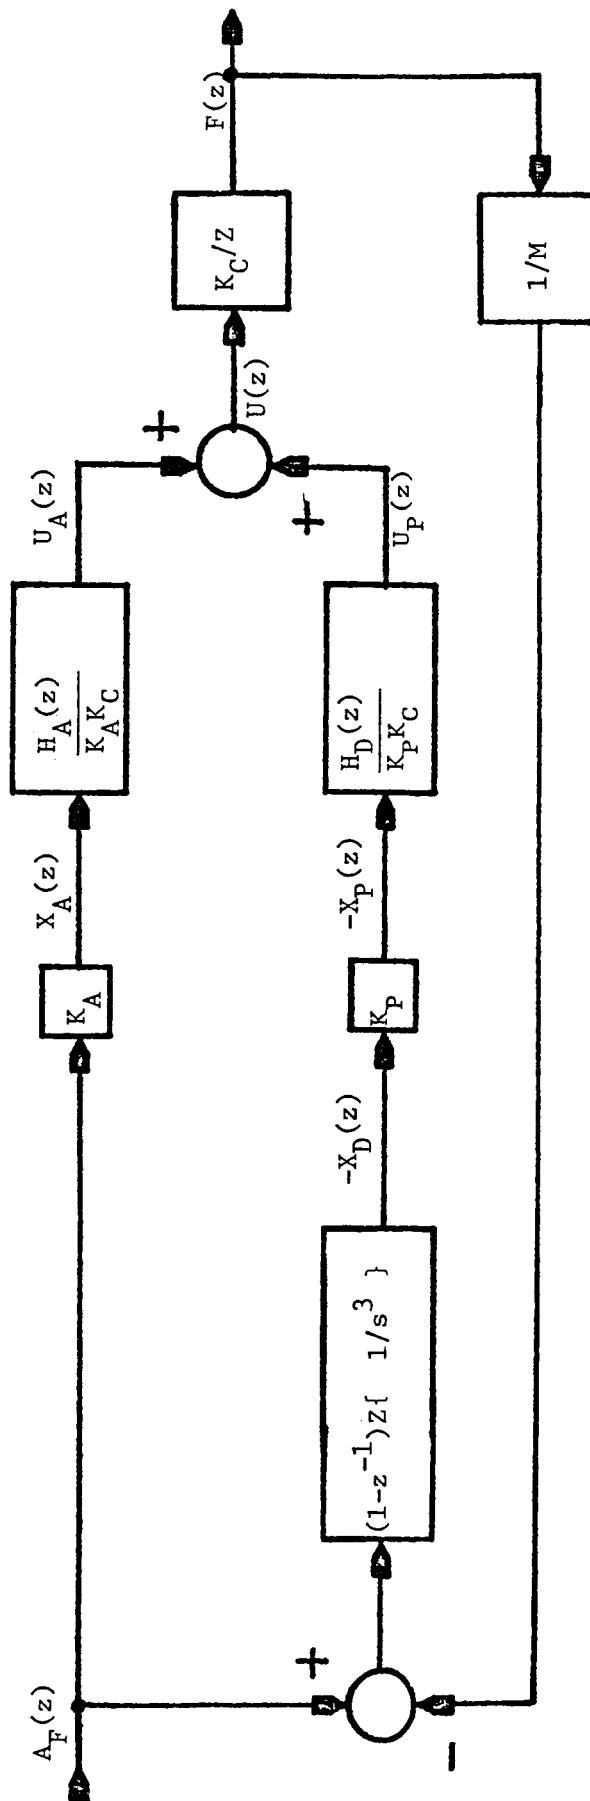 A_F(z)
K_A
X_A(z)
H_A(z)
K_A K_C
U_A(z)
+
+
-
(1-z^-1)Z{ 1/s^3 }
-X_D(z)
K_P
-X_P(z)
H_D(z)
K_P K_C
U_P(z)
+
U(z)
K_C/Z
F(z)
1/M